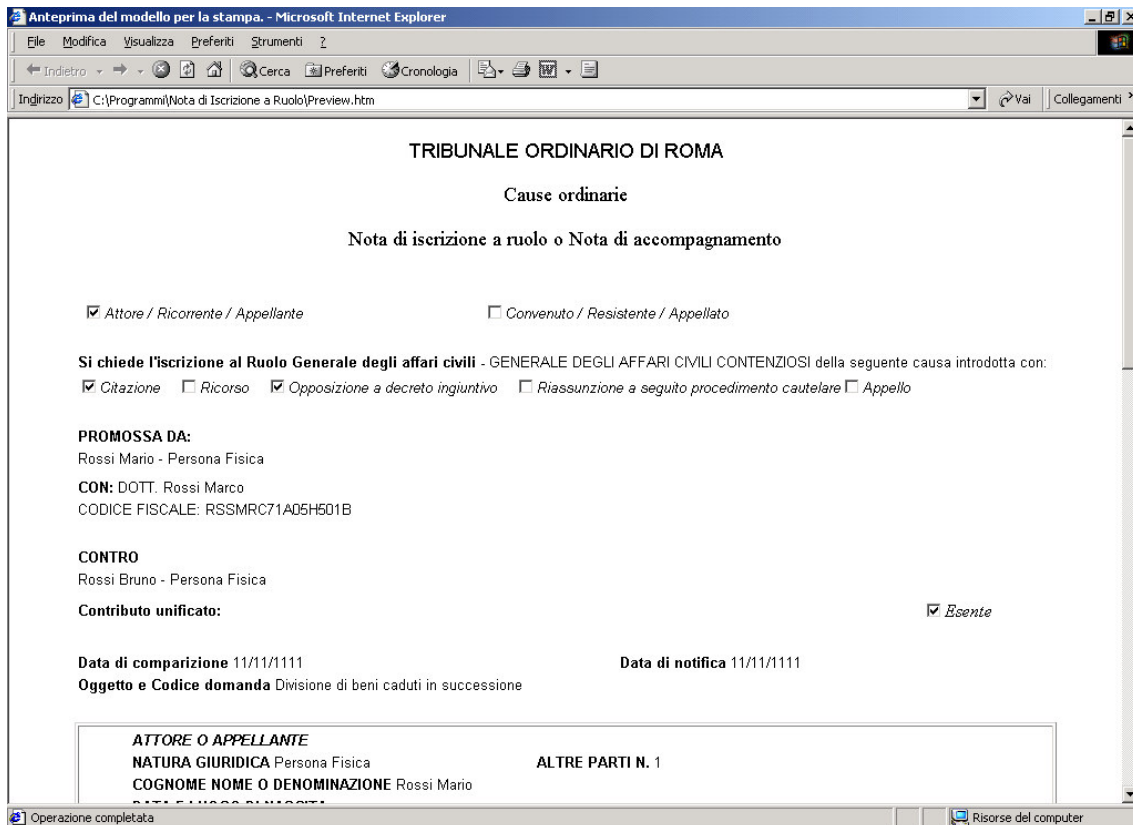 Anteprima del modello per la stampa. - Microsoft Internet Explorer
File Modifica Visualizza Preferiti Strumenti ?
Indietro Cerca Preferiti Cronologia
Indirizzo C:\Programmi\Nota di Iscrizione a Ruolo\Preview.htm Vai Collegamenti »
TRIBUNALE ORDINARIO DI ROMA
Cause ordinarie
Nota di iscrizione a ruolo o Nota di accompagnamento
Attore / Ricorrente / Appellante Convenuto / Resistente / Appellato
Si chiede l'iscrizione al Ruolo Generale degli affari civili - GENERALE DEGLI AFFARI CIVILI CONTENZIOSI della seguente causa introdotta con:
Citazione Ricorso Opposizione a decreto ingiuntivo Riassunzione a seguito procedimento cautelare Appello
PROMOSSA DA:
Rossi Mario - Persona Fisica
CON: DOTT. Rossi Marco
CODICE FISCALE: RSSMRC71A05H501B
CONTRO
Rossi Bruno - Persona Fisica
Contributo unificato: Esente
Data di comparizione 11/11/1111 Data di notifica 11/11/1111
Oggetto e Codice domanda Divisione di beni caduti in successione
ATTORE O APPELLANTE
NATURA GIURIDICA Persona Fisica ALTRE PARTI N. 1
COGNOME NOME O DENOMINAZIONE Rossi Mario
DATA E LUOGO DI NASCITA
Operazione completata Risorse del computer